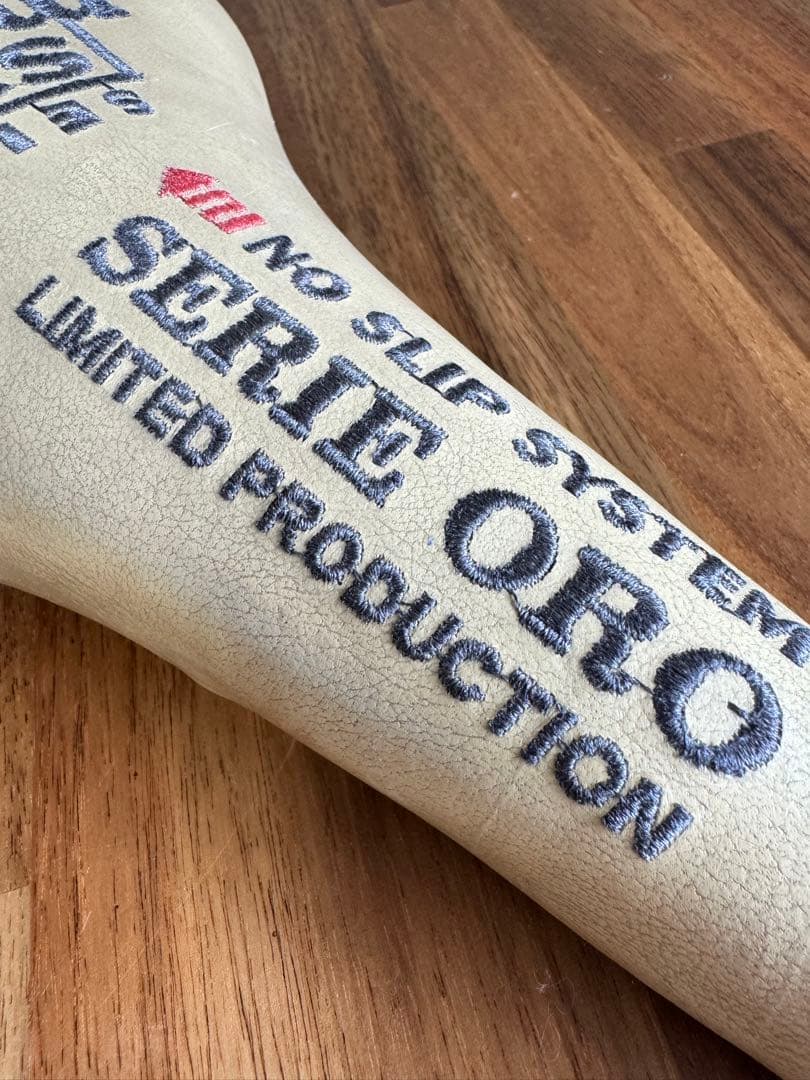 NO SLIP SYSTEM
SERIE ORO
LIMITED PRODUCTION